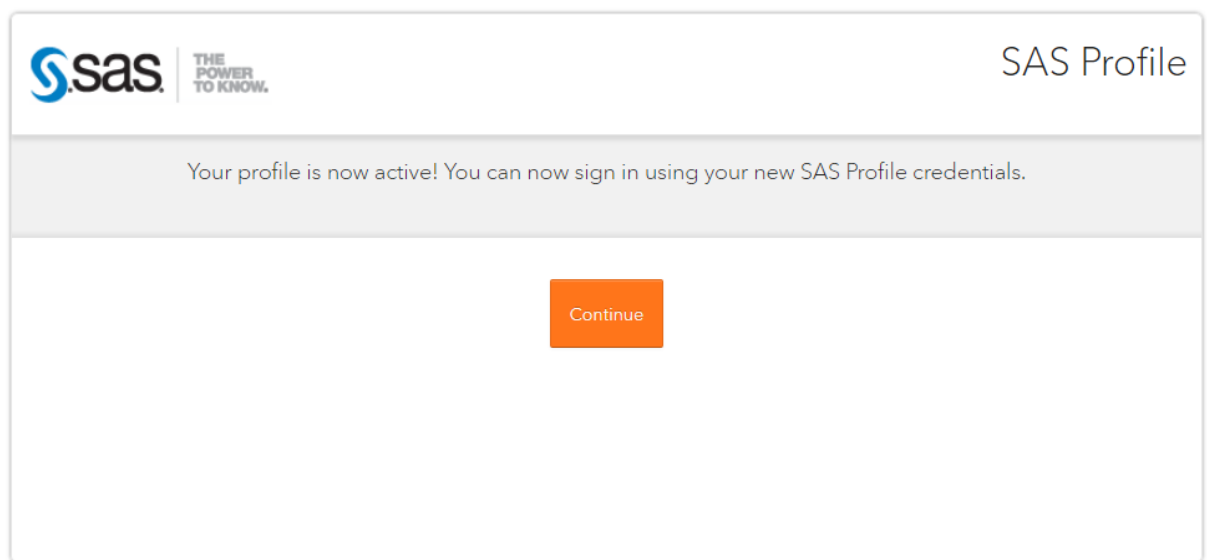 sas
THE
POWER
TO KNOW.
SAS Profile
Your profile is now active! You can now sign in using your new SAS Profile credentials.
Continue